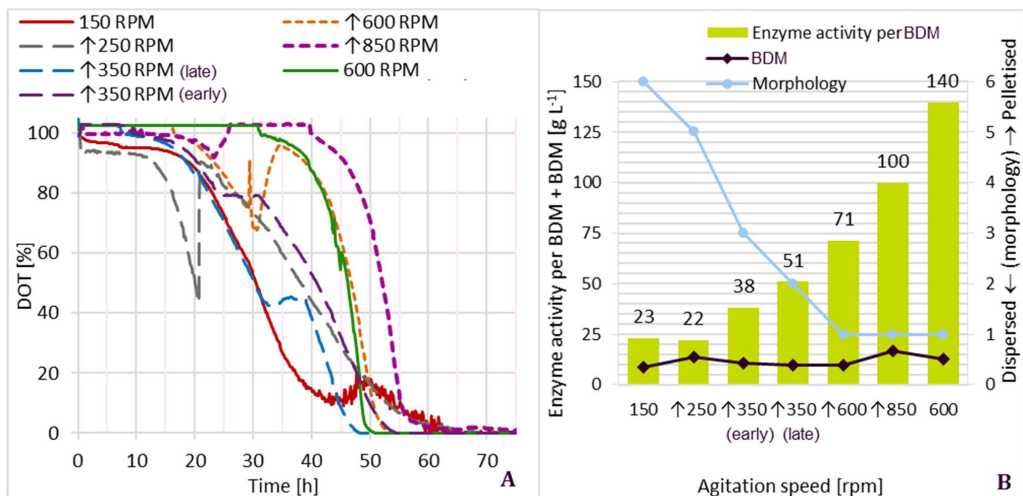 150 RPM
↑250 RPM
↑350 RPM (late)
↑350 RPM (early)
↑600 RPM
↑850 RPM
600 RPM
DOT [%]
100
80
60
40
20
0
0 10 20 30 40 50 60 70
Time [h]
A
Enzyme activity per BDM
BDM
Morphology
Enzyme activity per BDM + BDM [g L-1]
150
125
100
75
50
25
0
23
22
38
51
71
100
140
6
5
4
3
2
1
0
Dispersed ← (morphology) → Pelletised
150 ↑250 ↑350 ↑350 ↑600 ↑850 600
(early) (late)
Agitation speed [rpm]
B